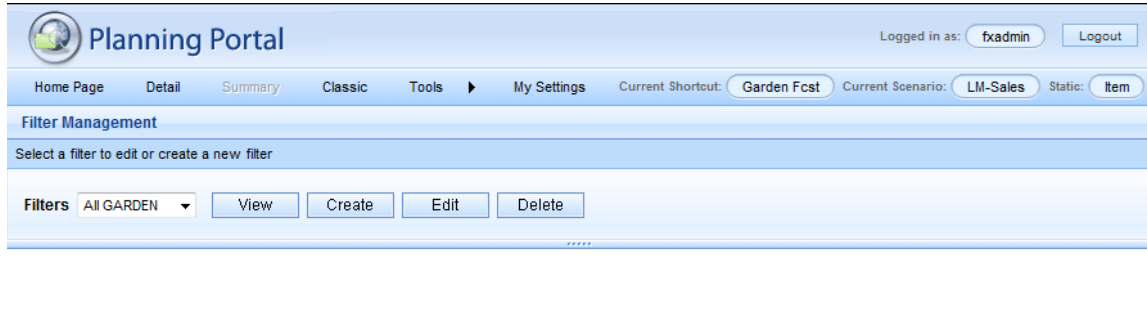 Planning Portal
Logged in as: fxadmin Logout
Home Page Detail Summary Classic Tools My Settings Current Shortcut: Garden Fcst Current Scenario: LM-Sales Static: Item
Filter Management
Select a filter to edit or create a new filter
Filters All GARDEN View Create Edit Delete